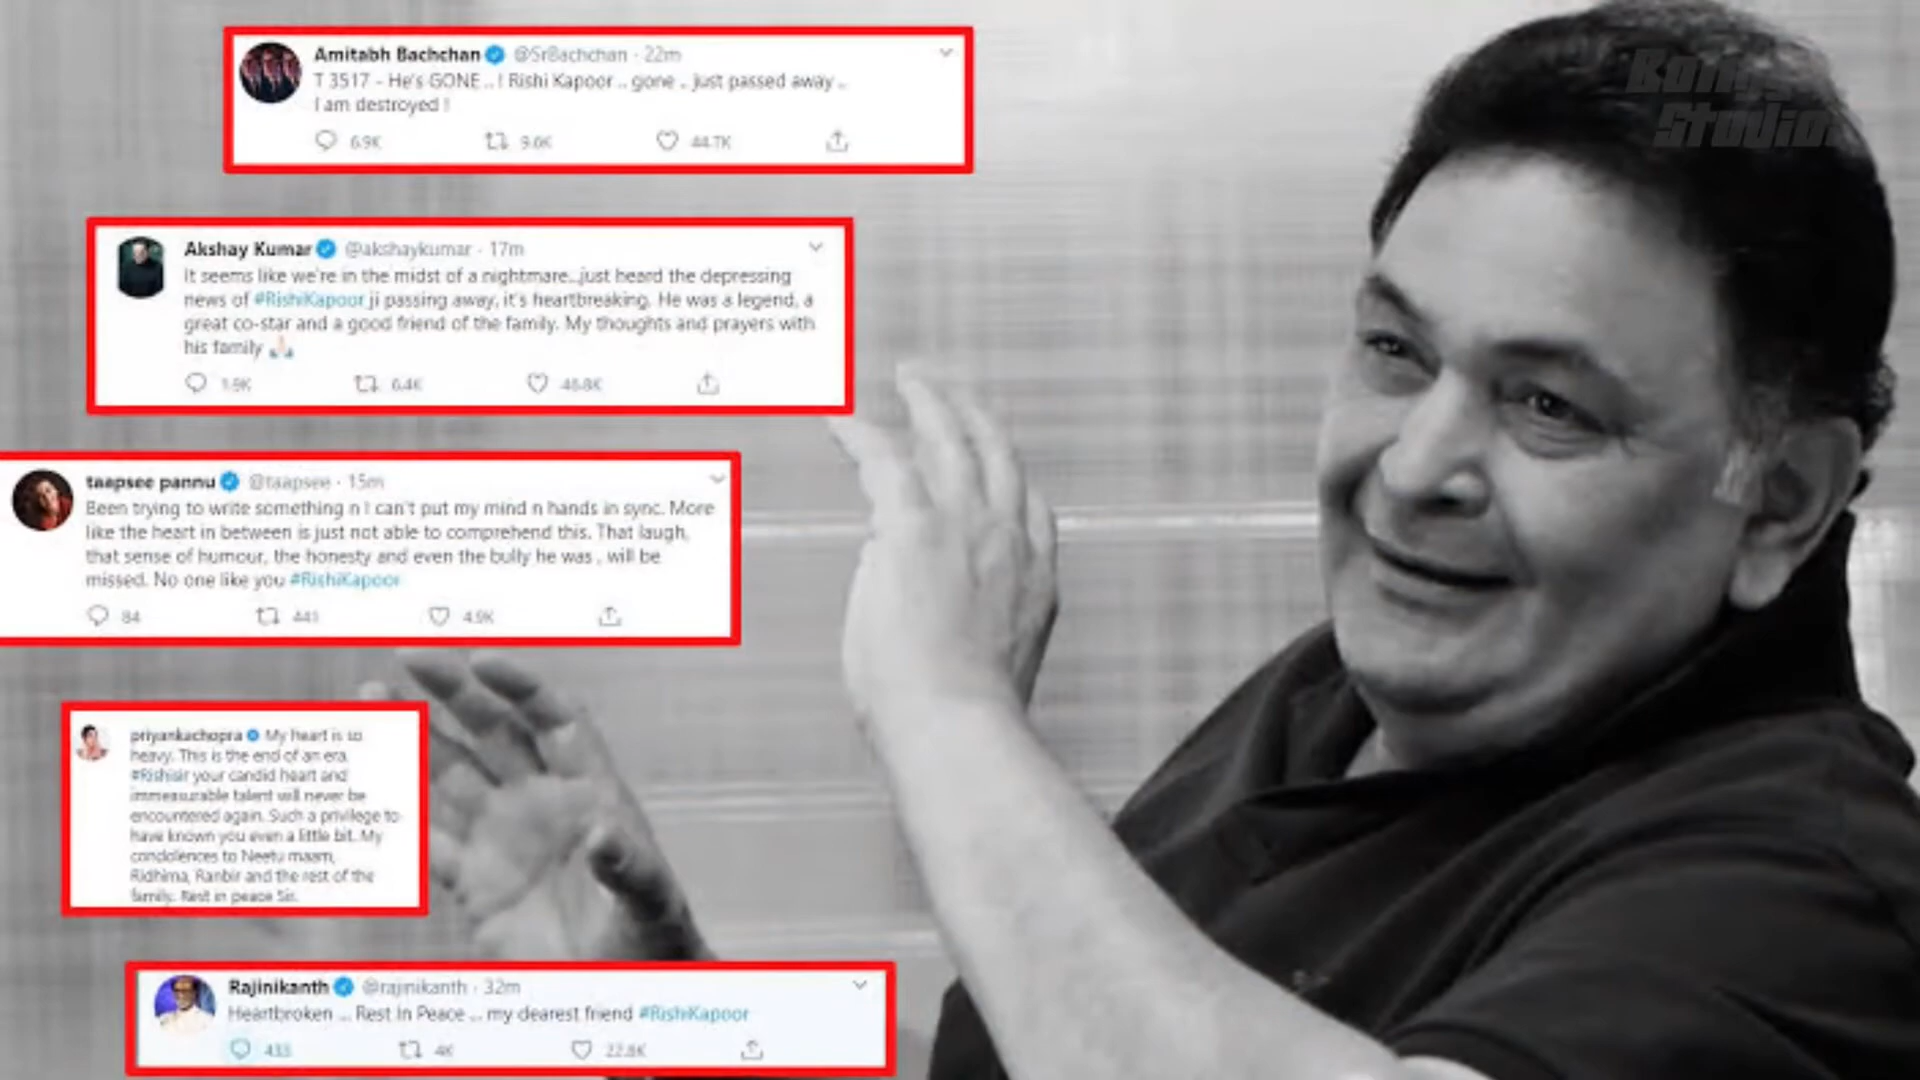 Bong
Studio.
Amitabh Bachchan @SrBachchan · 22m
T 3517 - He's GONE .. ! Rishi Kapoor .. gone .. just passed away ..
I am destroyed !
6.9K 9.6K 44.7K
Akshay Kumar @akshaykumar · 17m
It seems like we're in the midst of a nightmare...just heard the depressing
news of #RishiKapoor ji passing away, it's heartbreaking. He was a legend, a
great co-star and a good friend of the family. My thoughts and prayers with
his family 🙏🏻
1.9K 6.4K 46.8K
taapsee pannu @taapsee · 15m
Been trying to write something n I can't put my mind n hands in sync. More
like the heart in between is just not able to comprehend this. That laugh,
that sense of humour, the honesty and even the bully he was , will be
missed. No one like you #RishiKapoor
84 441 4.9K
priyankachopra My heart is so
heavy. This is the end of an era.
#Rishisir your candid heart and
immeasurable talent will never be
encountered again. Such a privilege to
have known you even a little bit. My
condolences to Neetu maam,
Ridhima, Ranbir and the rest of the
family. Rest in peace Sir.
Rajinikanth @rajinikanth · 32m
Heartbroken ... Rest In Peace ... my dearest friend #RishiKapoor
433 4K 22.8K